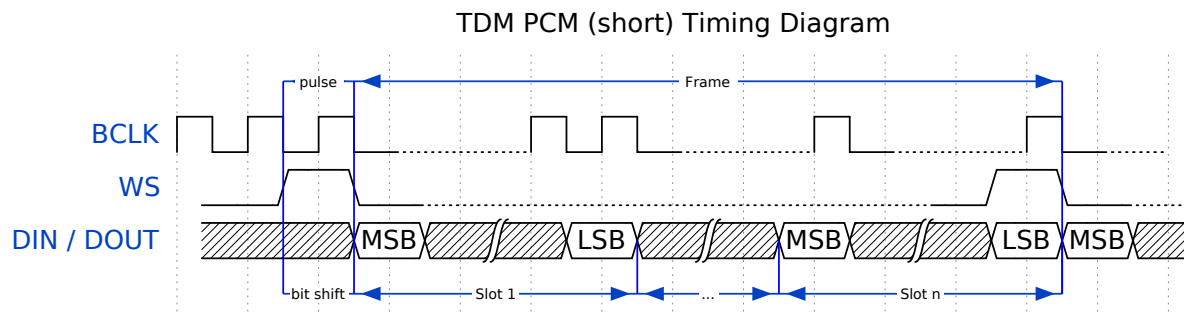 TDM PCM (short) Timing Diagram
pulse
Frame
BCLK
WS
DIN / DOUT
MSB
LSB
MSB
LSB
MSB
bit shift
Slot 1
...
Slot n